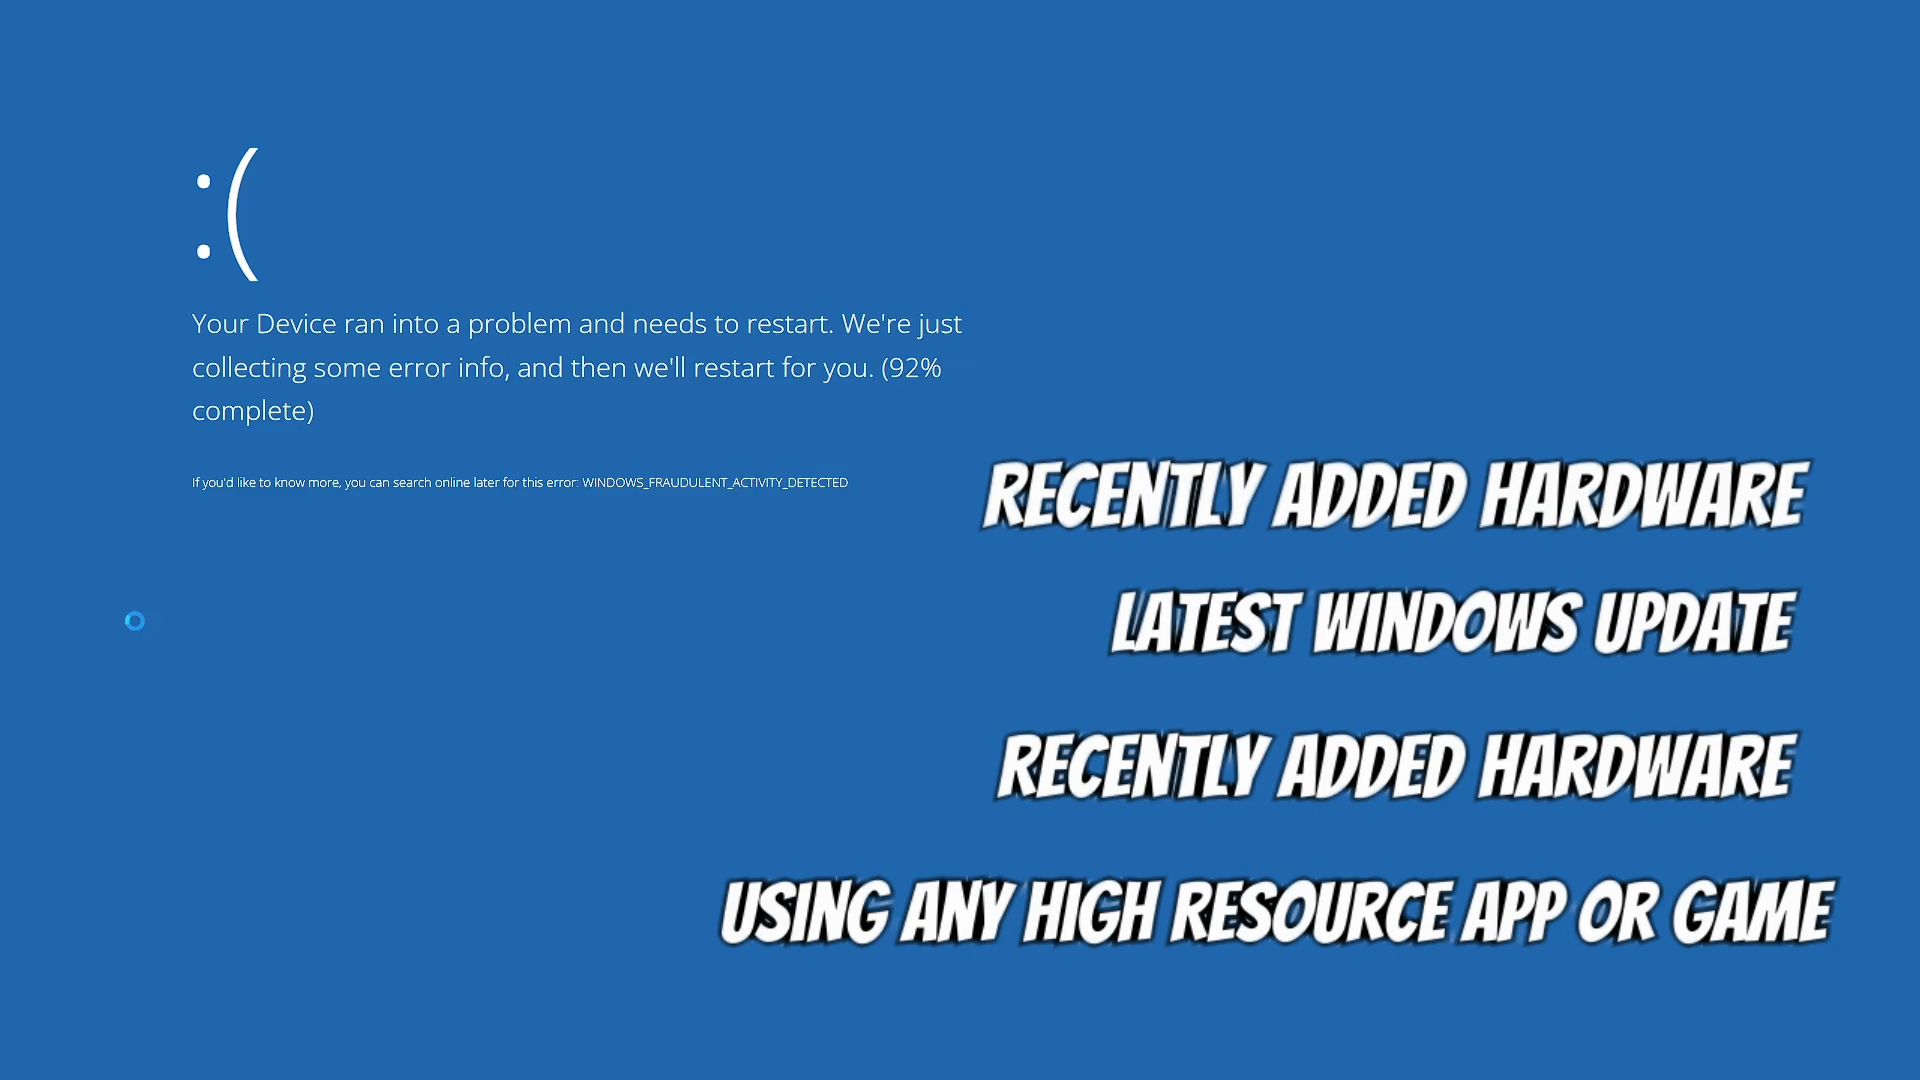 :(
Your Device ran into a problem and needs to restart. We're just
collecting some error info, and then we'll restart for you. (92%
complete)
If you'd like to know more, you can search online later for this error: WINDOWS_FRAUDULENT_ACTIVITY_DETECTED
RECENTLY ADDED HARDWARE
LATEST WINDOWS UPDATE
RECENTLY ADDED HARDWARE
USING ANY HIGH RESOURCE APP OR GAME